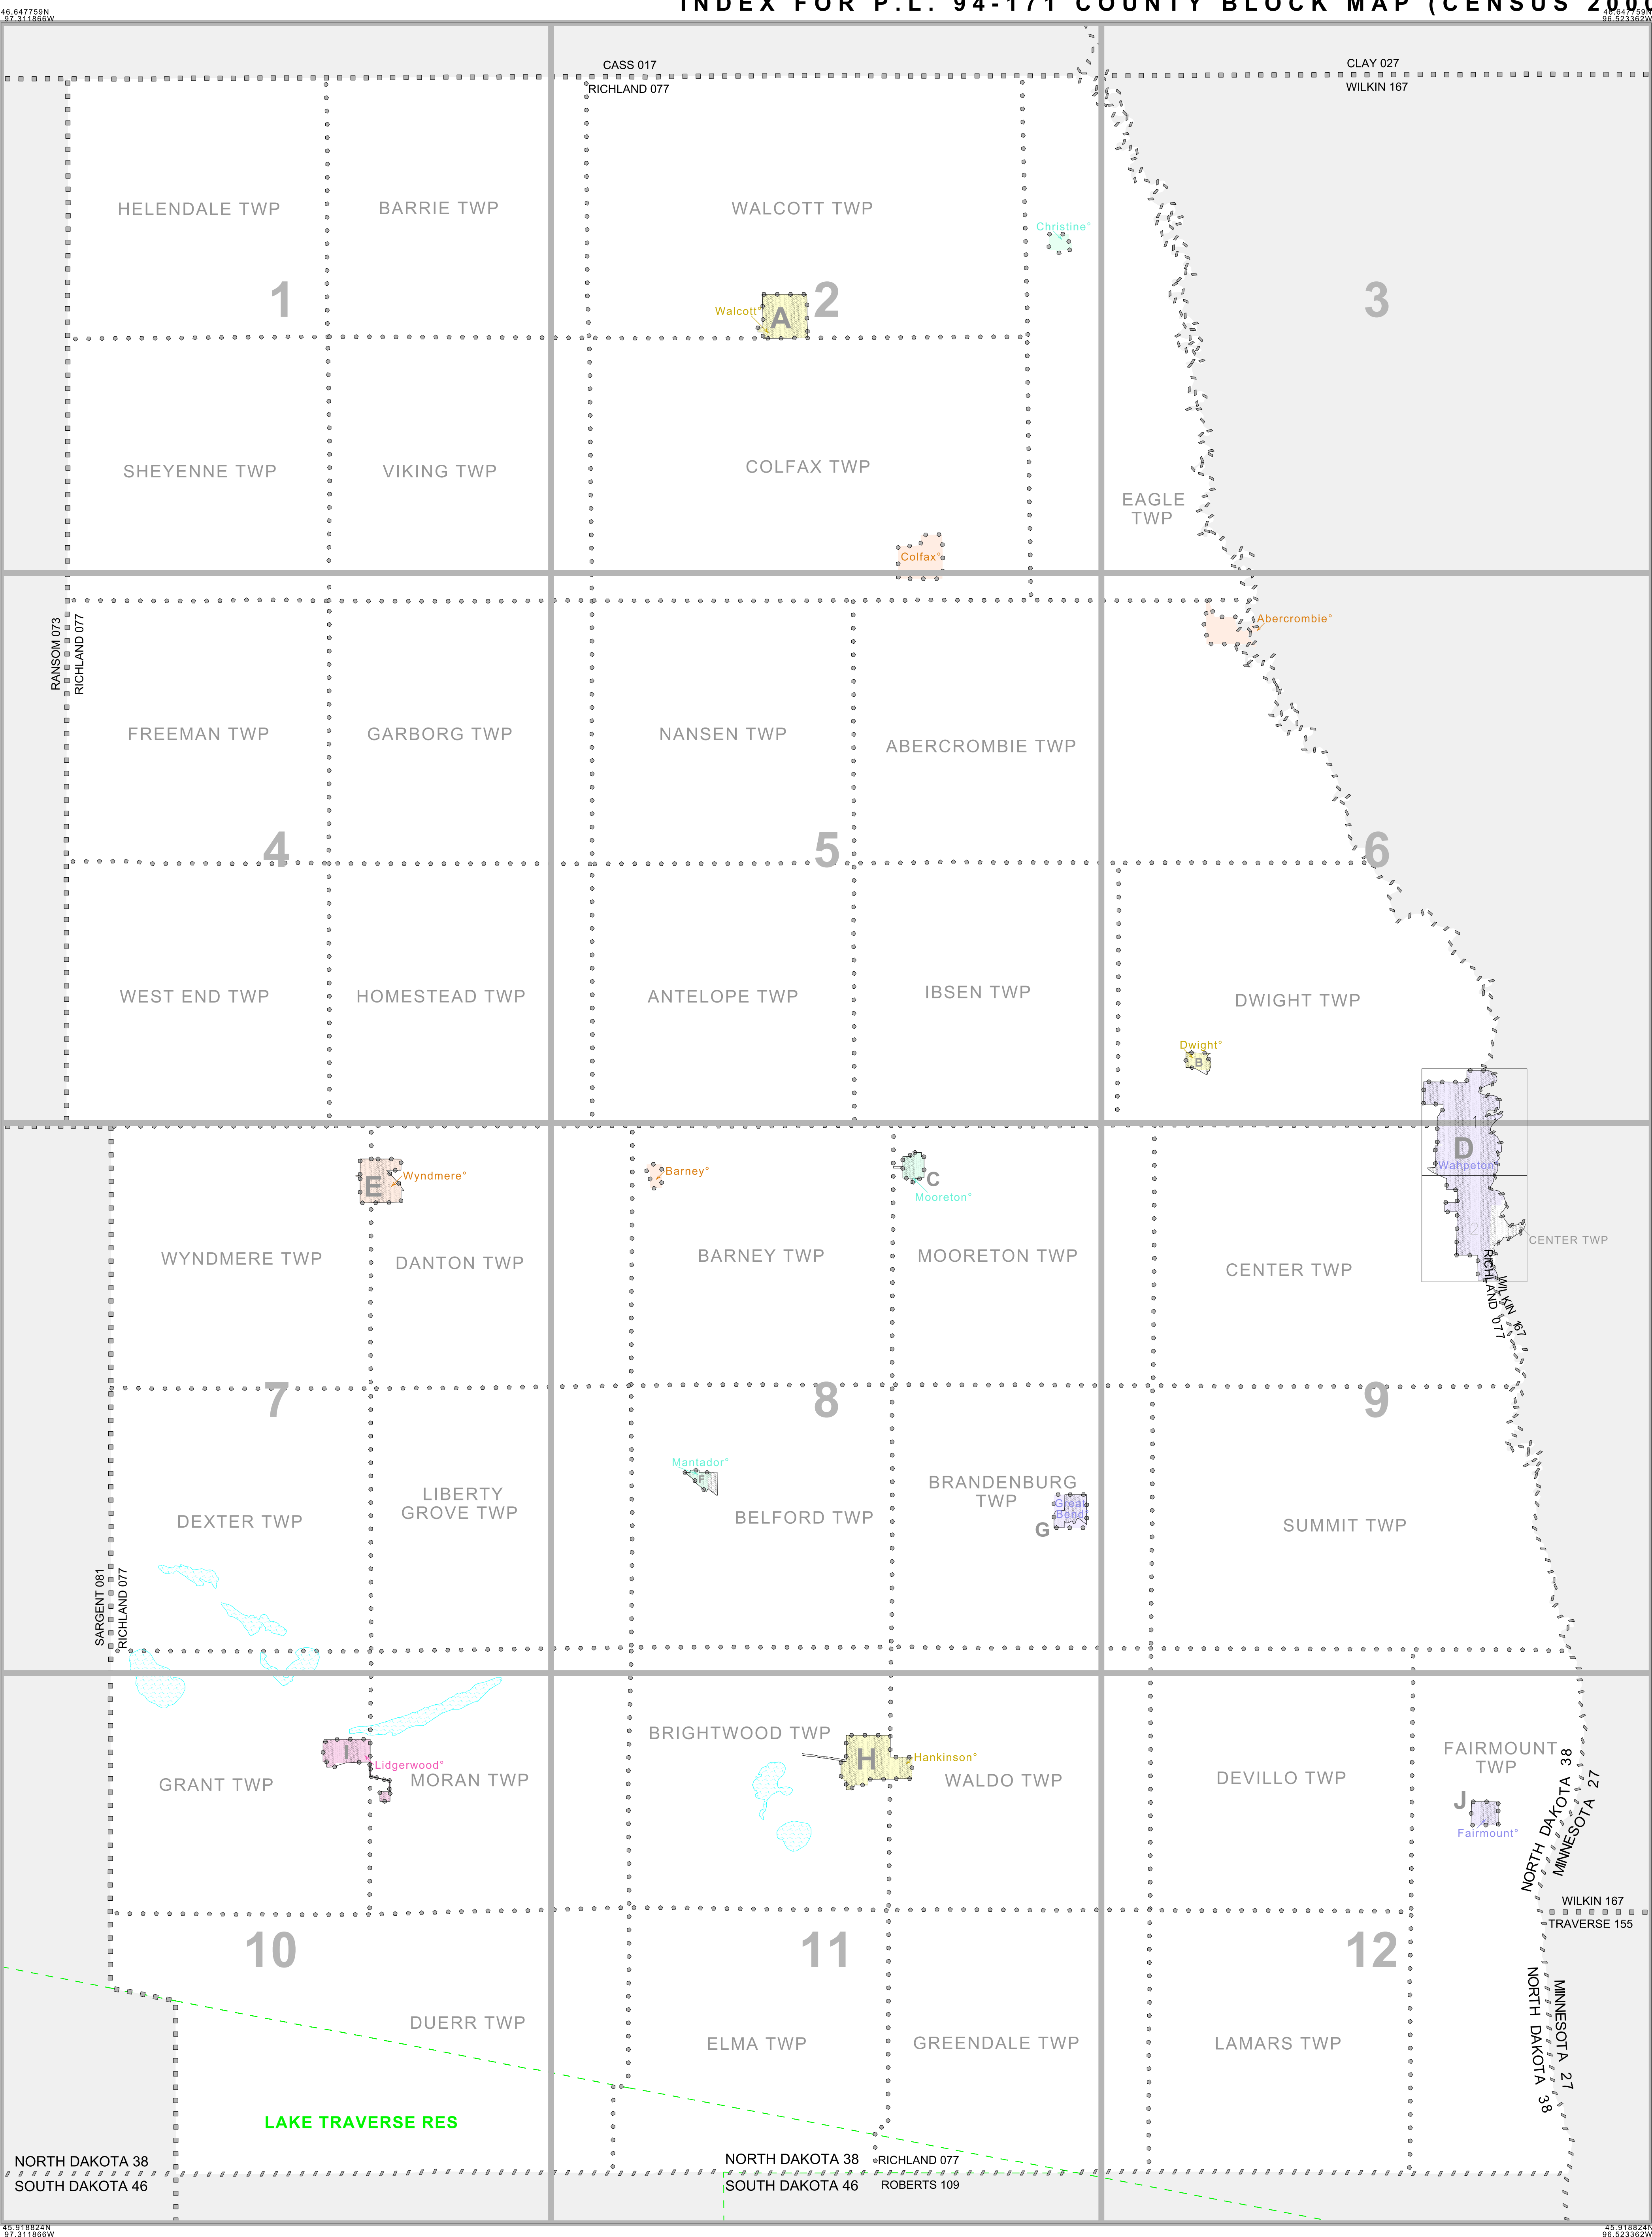 INDEX FOR P.L. 94-171 COUNTY BLOCK MAP (CENSUS 2000
46.647759N
97.311866W
46.647759N
96.523362W
CASS 017
RICHLAND 077
CLAY 027
WILKIN 167
HELENDALE TWP
BARRIE TWP
WALCOTT TWP
Christine°
1
2
3
Walcott°
A
SHEYENNE TWP
VIKING TWP
COLFAX TWP
EAGLE
TWP
Colfax°
RANSOM 073
RICHLAND 077
Abercrombie°
FREEMAN TWP
GARBORG TWP
NANSEN TWP
ABERCROMBIE TWP
4
5
6
WEST END TWP
HOMESTEAD TWP
ANTELOPE TWP
IBSEN TWP
DWIGHT TWP
Dwight°
B
1
D
Wahpeton
2
CENTER TWP
RICHLAND 077
WILKIN 167
E
Wyndmere°
Barney°
C
Mooreton°
WYNDMERE TWP
DANTON TWP
BARNEY TWP
MOORETON TWP
CENTER TWP
7
8
9
Mantador°
F
LIBERTY
GROVE TWP
DEXTER TWP
BELFORD TWP
BRANDENBURG
TWP
Great
Bend°
G
SUMMIT TWP
SARGENT 081
RICHLAND 077
I
Lidgerwood°
GRANT TWP
MORAN TWP
BRIGHTWOOD TWP
H
Hankinson°
WALDO TWP
DEVILLO TWP
FAIRMOUNT
TWP
J
Fairmount°
NORTH DAKOTA 38
MINNESOTA 27
WILKIN 167
TRAVERSE 155
10
11
12
DUERR TWP
ELMA TWP
GREENDALE TWP
LAMARS TWP
NORTH DAKOTA 38
MINNESOTA 27
LAKE TRAVERSE RES
NORTH DAKOTA 38
SOUTH DAKOTA 46
NORTH DAKOTA 38
SOUTH DAKOTA 46
RICHLAND 077
ROBERTS 109
45.918824N
97.311866W
45.918824N
96.523362W